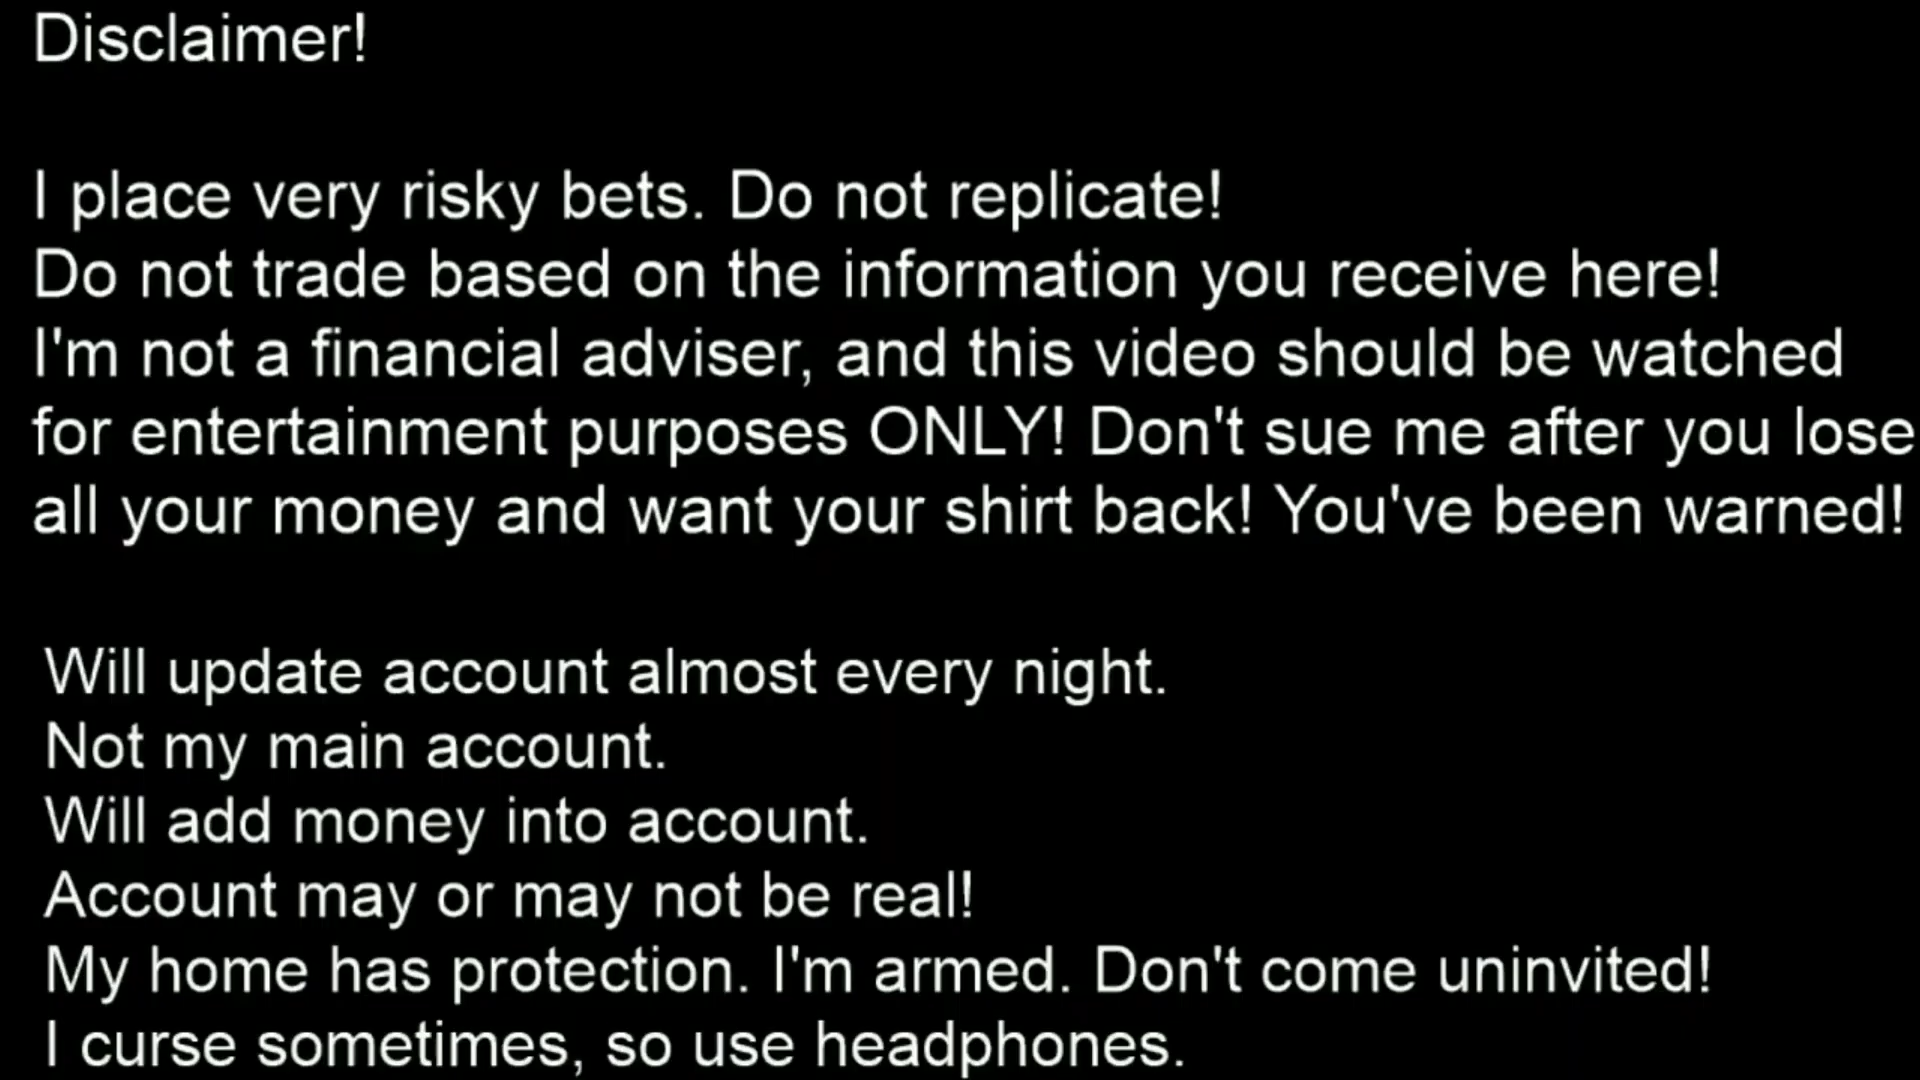 Disclaimer!
I place very risky bets. Do not replicate!
Do not trade based on the information you receive here!
I'm not a financial adviser, and this video should be watched
for entertainment purposes ONLY! Don't sue me after you lose
all your money and want your shirt back! You've been warned!
Will update account almost every night.
Not my main account.
Will add money into account.
Account may or may not be real!
My home has protection. I'm armed. Don't come uninvited!
I curse sometimes, so use headphones.